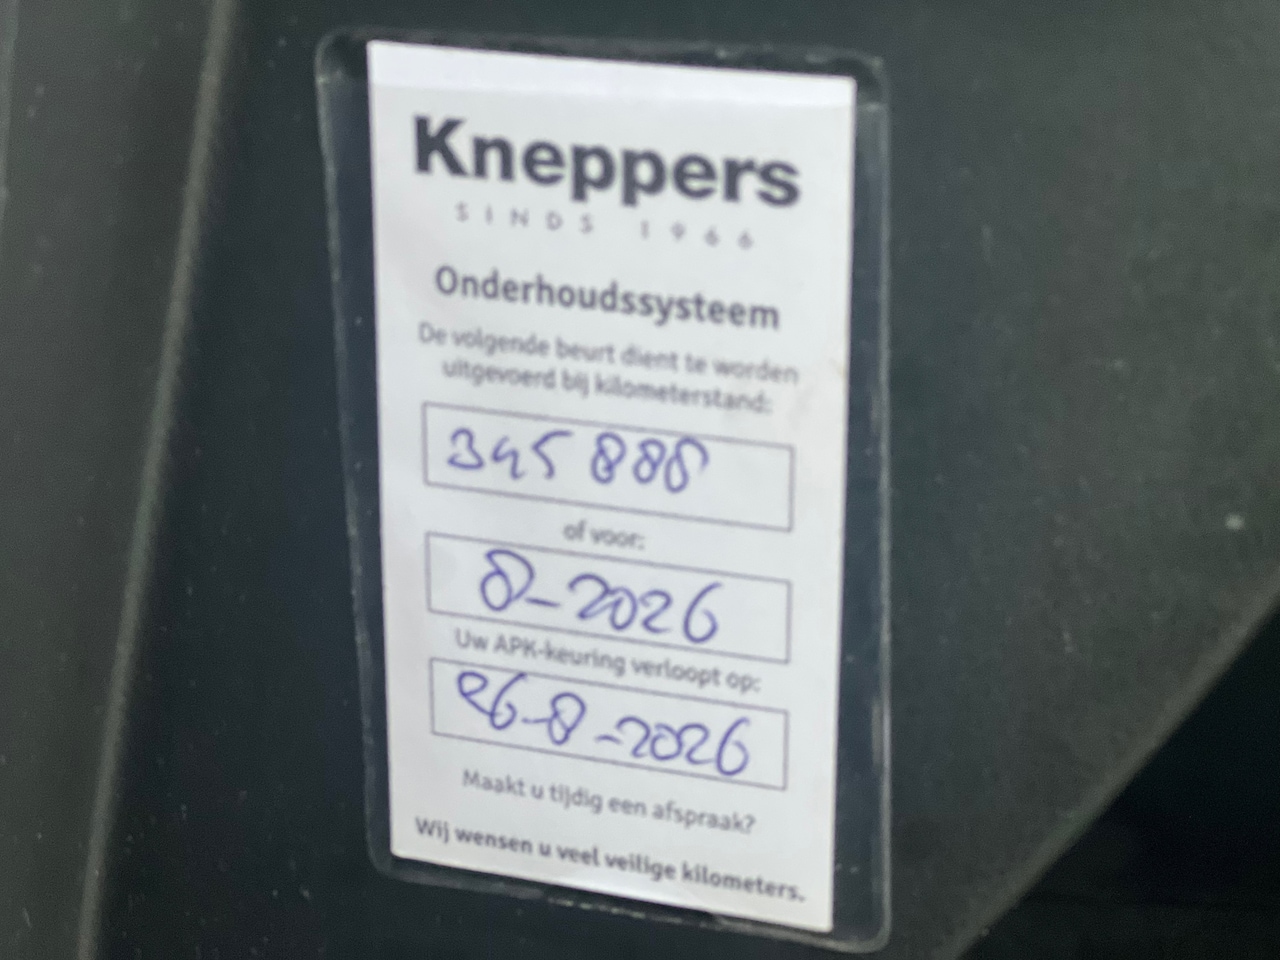 Kneppers
SINDS 1966
Onderhoudssysteem
De volgende beurt dient te worden
uitgevoerd bij kilometerstand:
345 888
of voor:
8-2026
Uw APK-keuring verloopt op:
26-8-2026
Maakt u tijdig een afspraak?
Wij wensen u veel veilige kilometers.